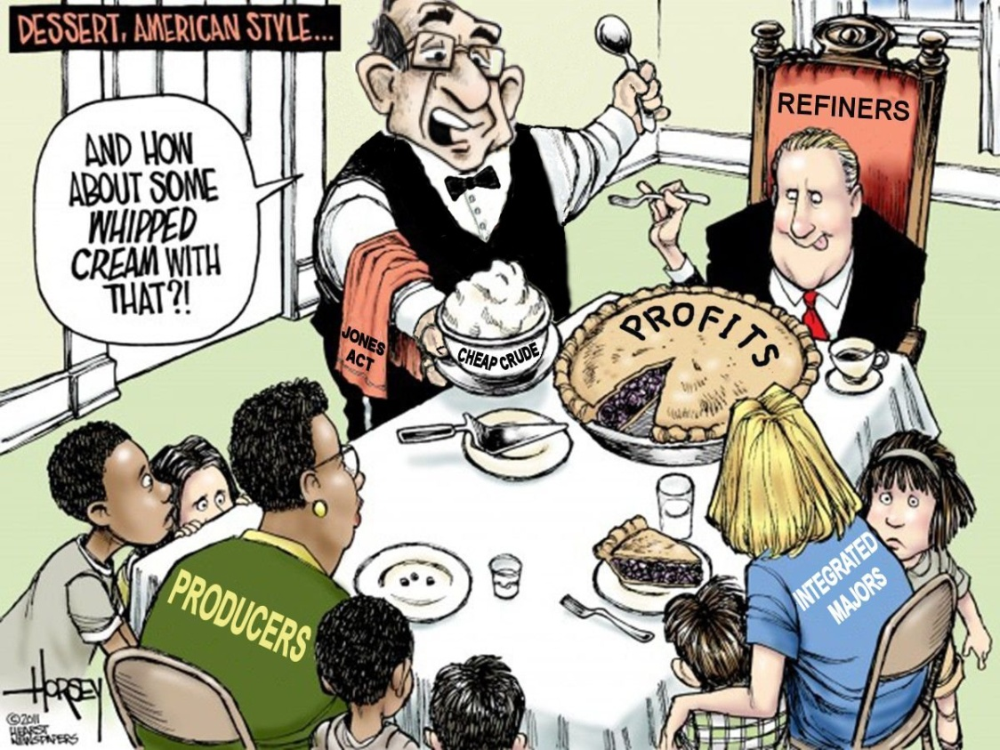 DESSERT, AMERICAN STYLE...
AND HOW
ABOUT SOME
WHIPPED
CREAM WITH
THAT?!
REFINERS
PROFITS
JONES
ACT
CHEAP CRUDE
PRODUCERS
INTEGRATED
MAJORS
HORSEY
©2011
HEARST
NEWSPAPERS